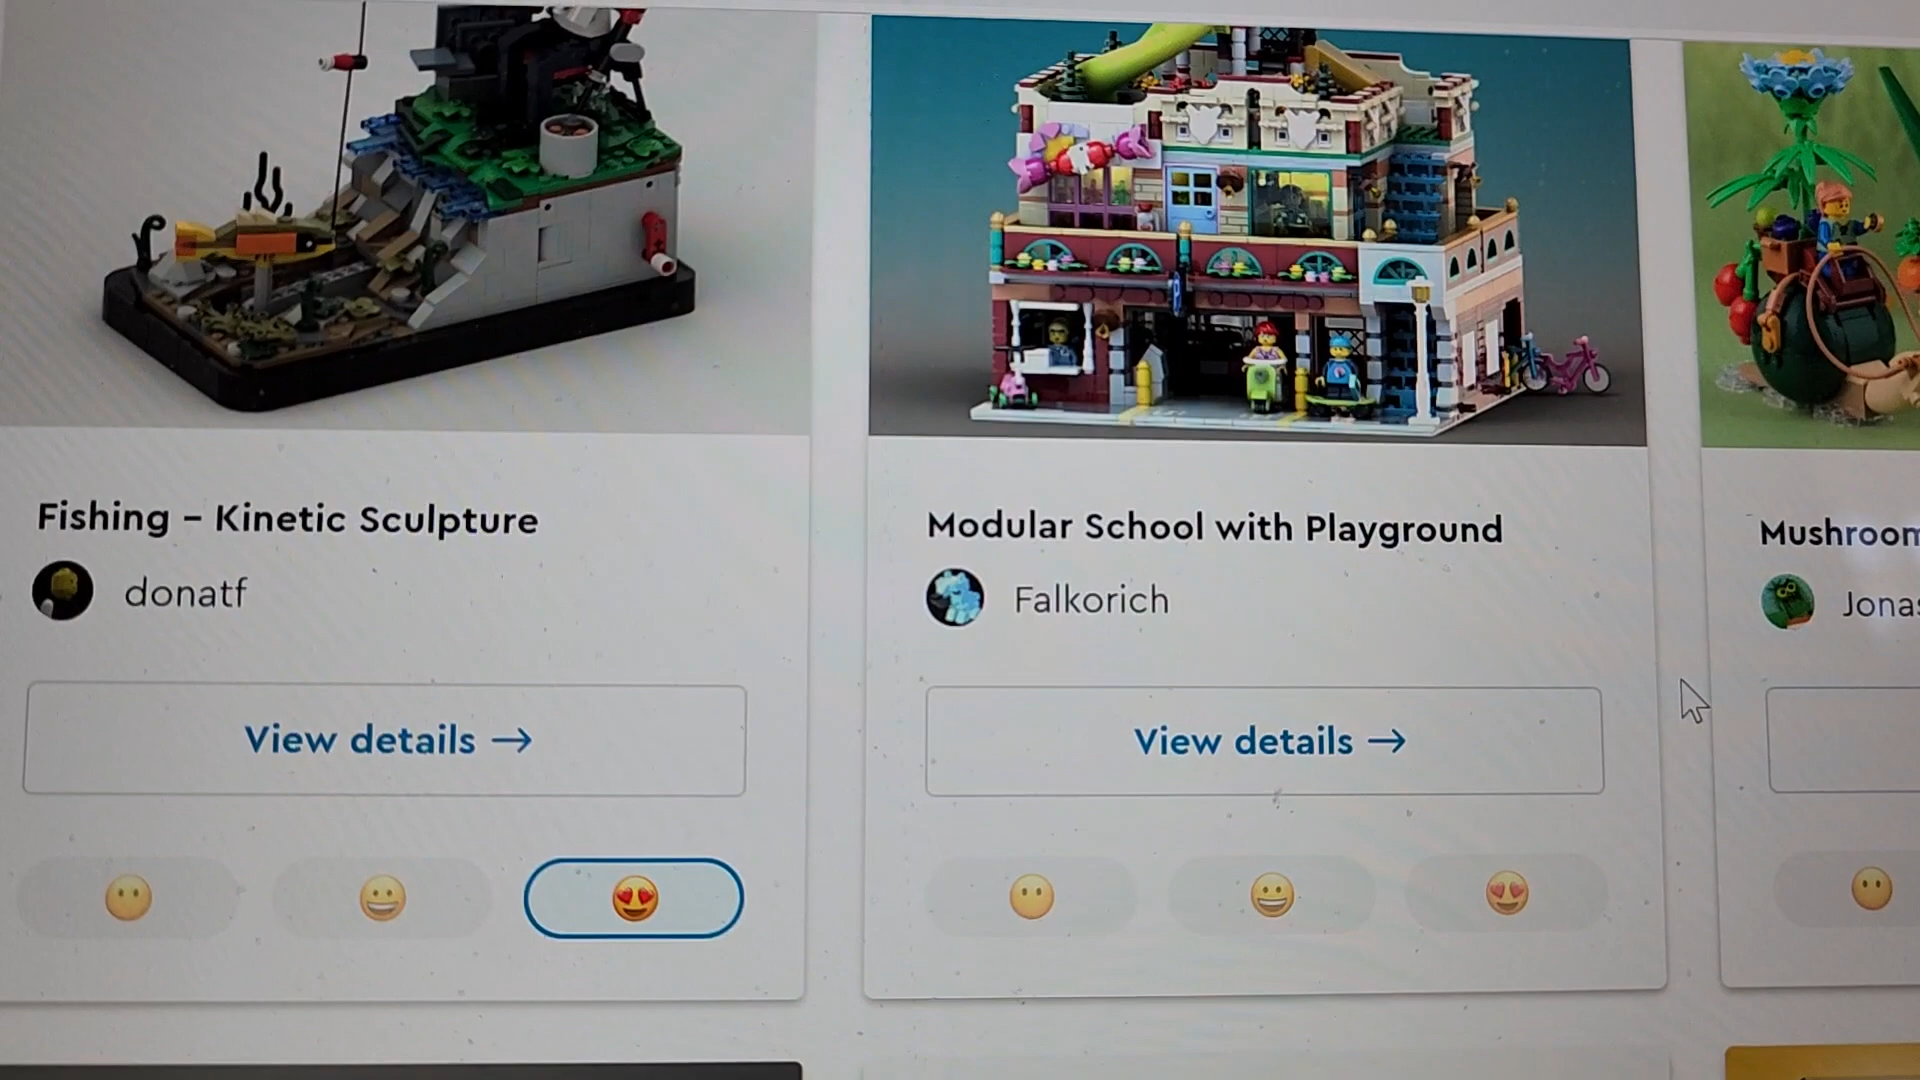 Fishing – Kinetic Sculpture
donatf
View details →
Modular School with Playground
Falkorich
View details →